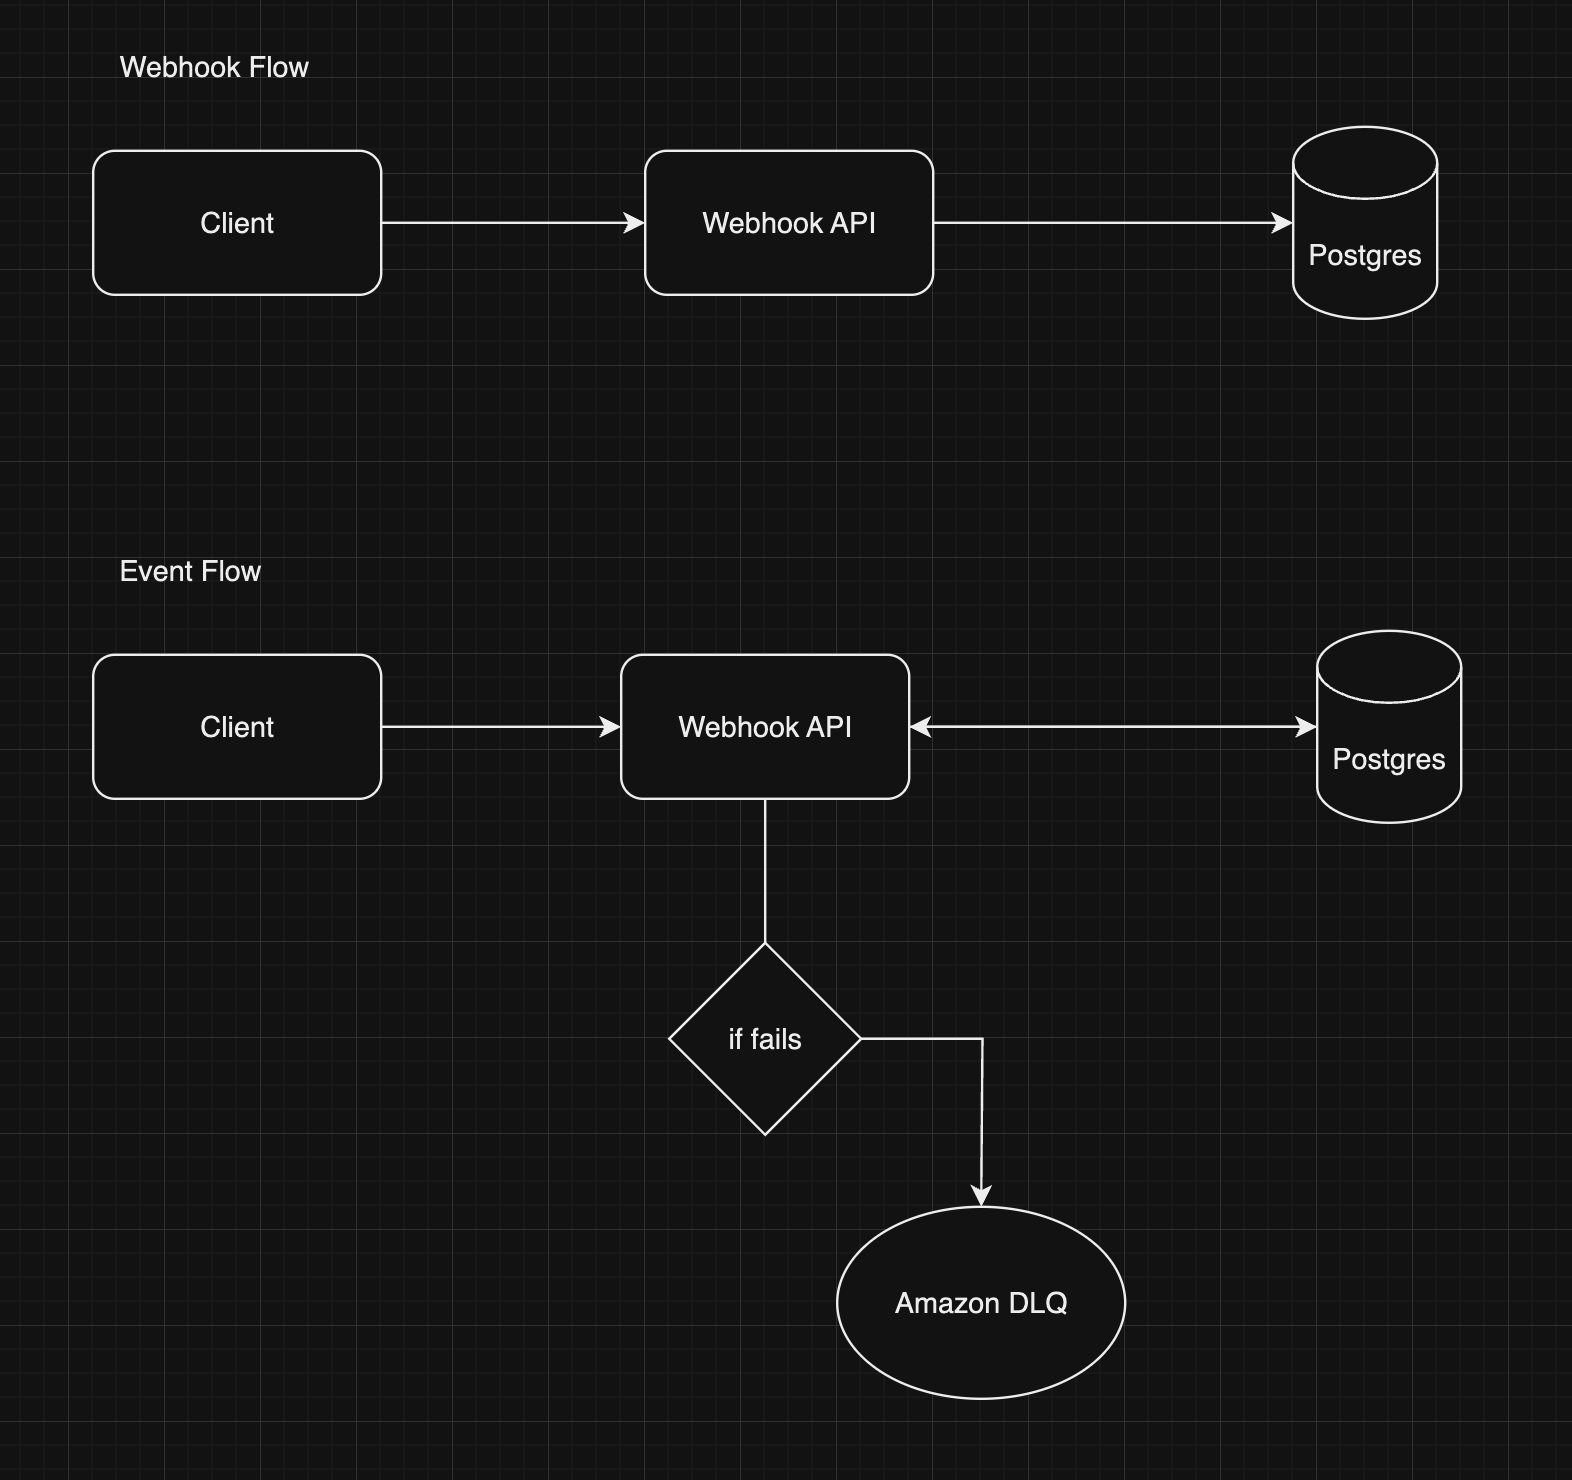 Webhook Flow
Client
Webhook API
Postgres
Event Flow
Client
Webhook API
Postgres
if fails
Amazon DLQ